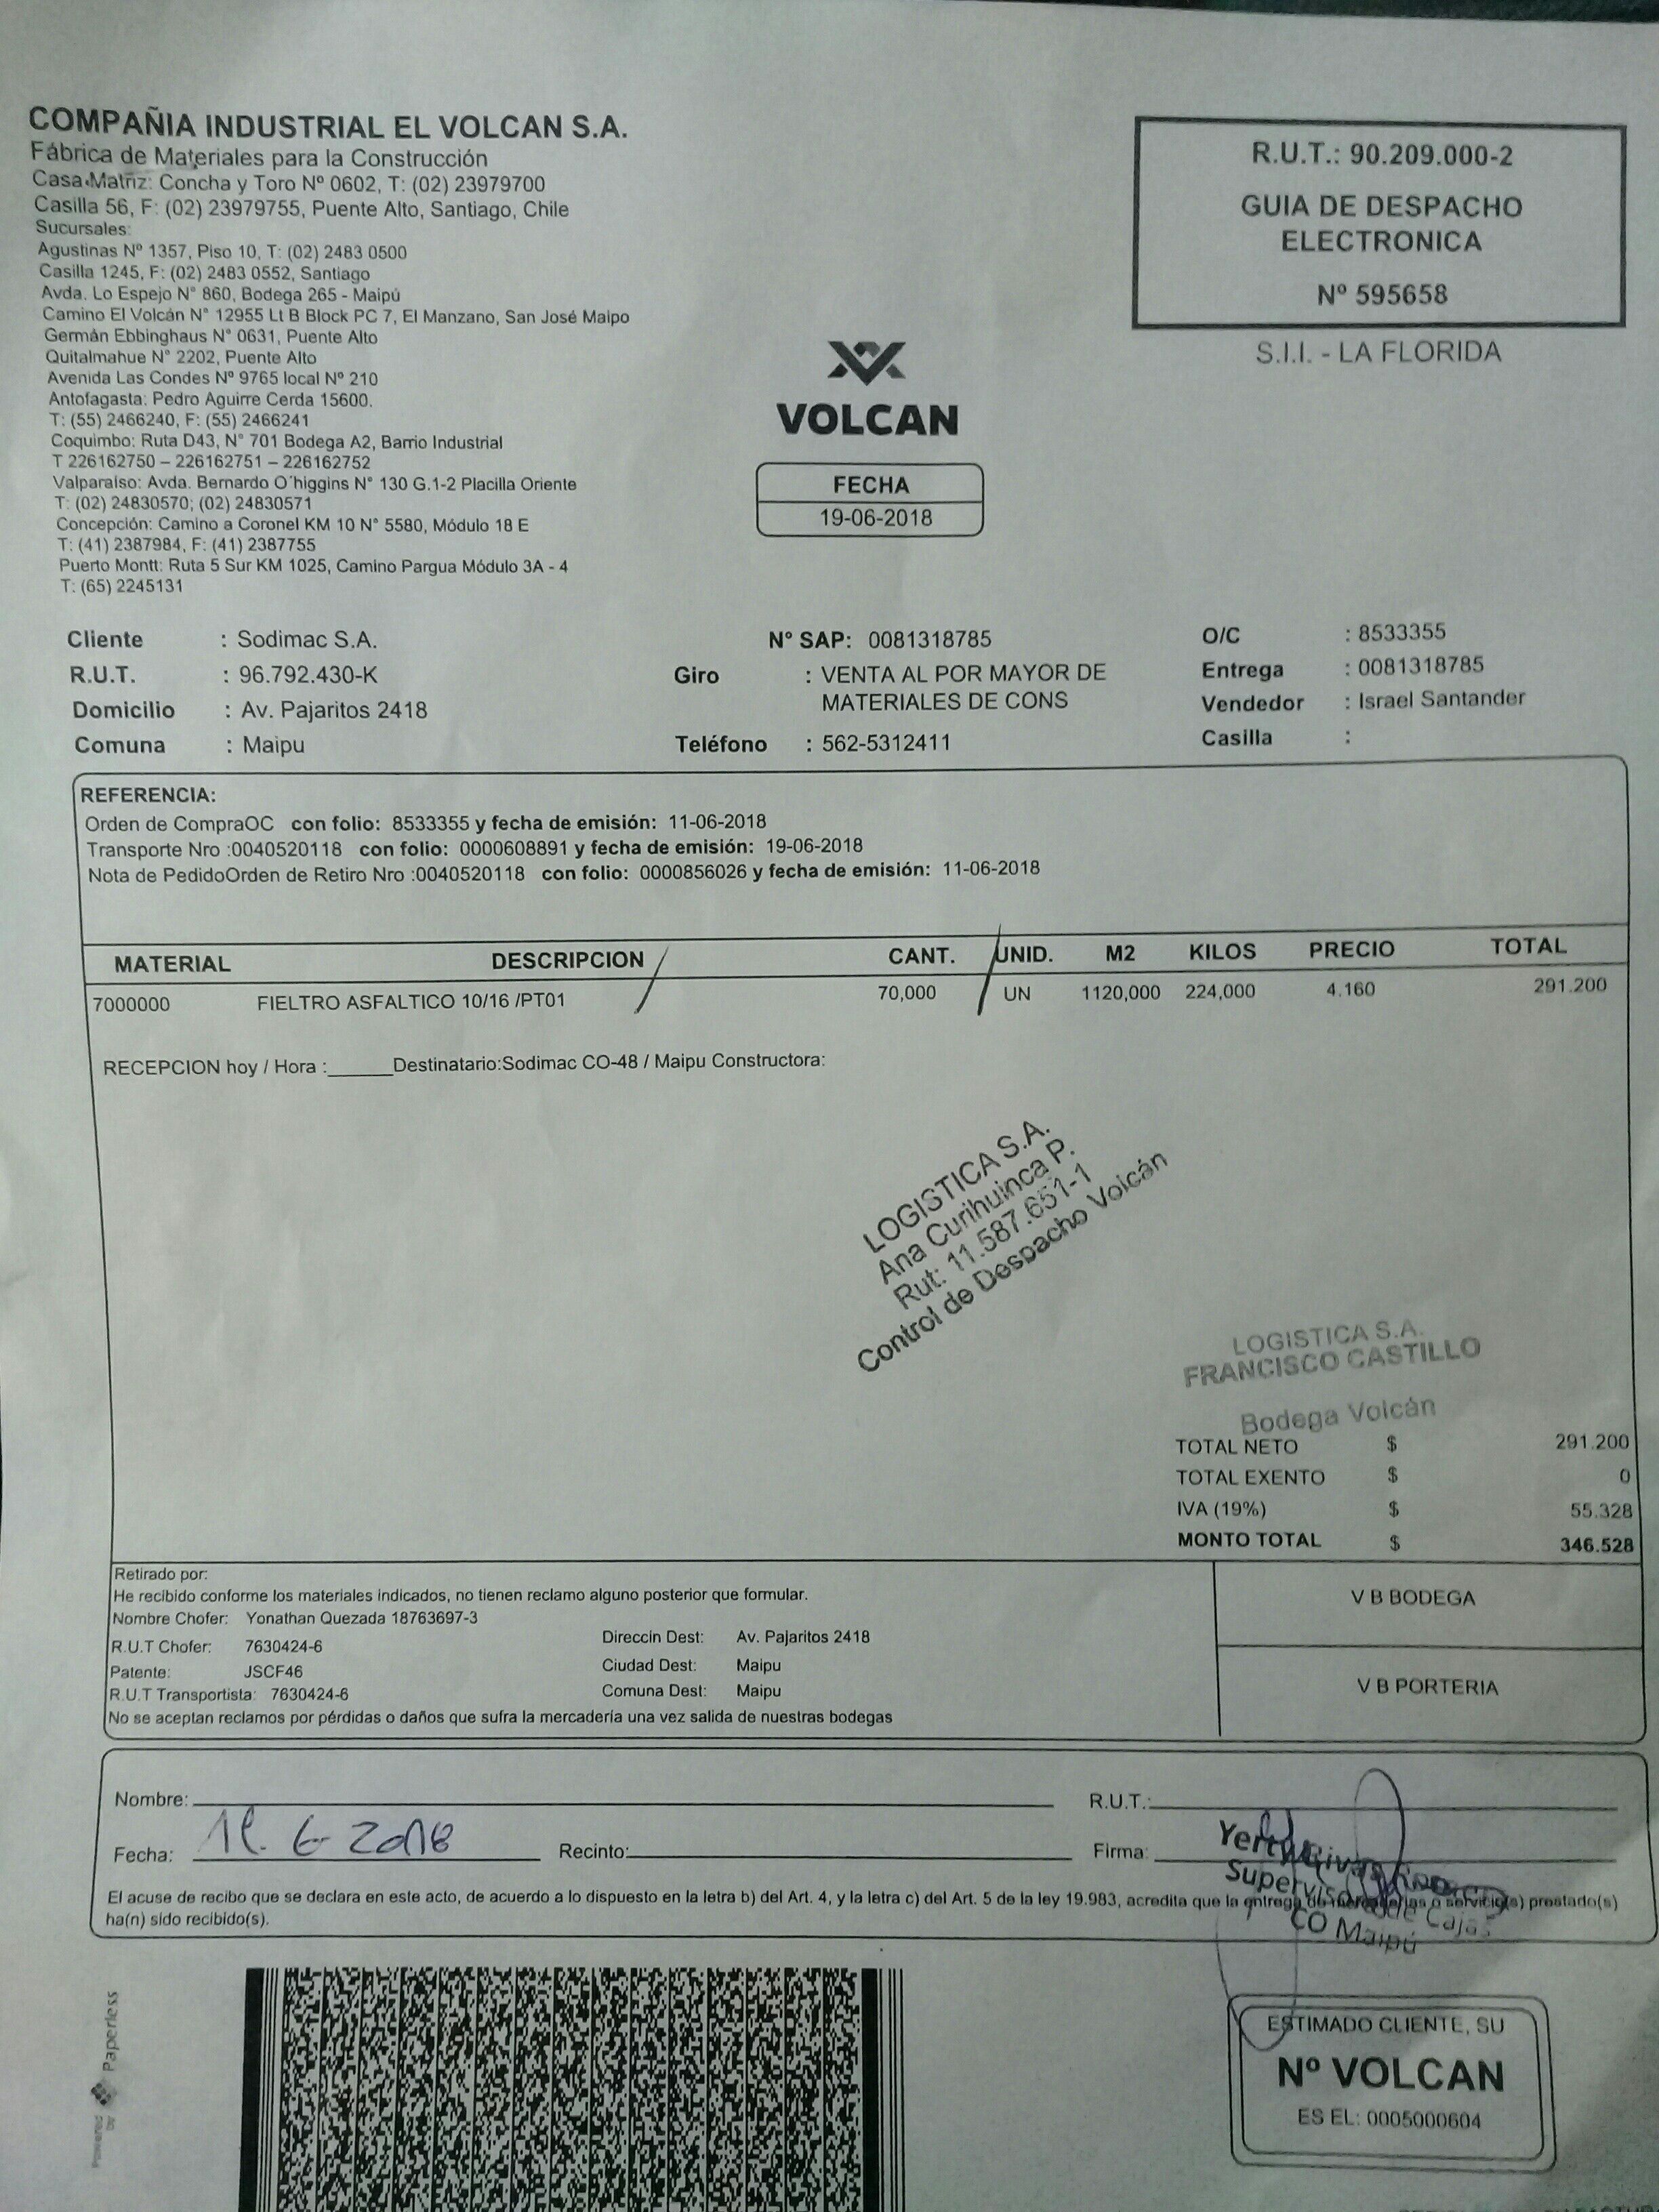 COMPAÑIA INDUSTRIAL EL VOLCAN S.A.
Fábrica de Materiales para la Construcción
Casa Matriz: Concha y Toro Nº 0602, T: (02) 23979700
Casilla 56, F: (02) 23979755, Puente Alto, Santiago, Chile
Sucursales:
Agustinas Nº 1357, Piso 10, T: (02) 2483 0500
Casilla 1245, F: (02) 2483 0552, Santiago
Avda. Lo Espejo N° 860, Bodega 265 - Maipú
Camino El Volcán N° 12955 Lt B Block PC 7, El Manzano, San José Maipo
Germán Ebbinghaus N° 0631, Puente Alto
Quitalmahue N° 2202, Puente Alto
Avenida Las Condes Nº 9765 local Nº 210
Antofagasta: Pedro Aguirre Cerda 15600.
T: (55) 2466240, F: (55) 2466241
Coquimbo: Ruta D43, N° 701 Bodega A2, Barrio Industrial
T 226162750 – 226162751 – 226162752
Valparaíso: Avda. Bernardo O´higgins N° 130 G.1-2 Placilla Oriente
T: (02) 24830570; (02) 24830571
Concepción: Camino a Coronel KM 10 N° 5580, Módulo 18 E
T: (41) 2387984, F: (41) 2387755
Puerto Montt: Ruta 5 Sur KM 1025, Camino Pargua Módulo 3A - 4
T: (65) 2245131
VOLCAN
FECHA
19-06-2018
R.U.T.: 90.209.000-2
GUIA DE DESPACHO
ELECTRONICA
Nº 595658
S.I.I. - LA FLORIDA
Cliente : Sodimac S.A. N° SAP: 0081318785 O/C : 8533355
R.U.T. : 96.792.430-K Giro : VENTA AL POR MAYOR DE Entrega : 0081318785
MATERIALES DE CONS
Domicilio : Av. Pajaritos 2418 Vendedor : Israel Santander
Comuna : Maipu Teléfono : 562-5312411 Casilla :
REFERENCIA:
Orden de CompraOC con folio: 8533355 y fecha de emisión: 11-06-2018
Transporte Nro :0040520118 con folio: 0000608891 y fecha de emisión: 19-06-2018
Nota de PedidoOrden de Retiro Nro :0040520118 con folio: 0000856026 y fecha de emisión: 11-06-2018
MATERIAL DESCRIPCION CANT. UNID. M2 KILOS PRECIO TOTAL
7000000 FIELTRO ASFALTICO 10/16 /PT01 70,000 UN 1120,000 224,000 4.160 291.200
RECEPCION hoy / Hora :______Destinatario:Sodimac CO-48 / Maipu Constructora:
LOGISTICA S.A.
Ana Curihuinca P.
Rut: 11.587.651-1
Control de Despacho Volcán
LOGISTICA S.A.
FRANCISCO CASTILLO
Bodega Volcán
TOTAL NETO $ 291.200
TOTAL EXENTO $ 0
IVA (19%) $ 55.328
MONTO TOTAL $ 346.528
Retirado por:
He recibido conforme los materiales indicados, no tienen reclamo alguno posterior que formular.
Nombre Chofer: Yonathan Quezada 18763697-3
R.U.T Chofer: 7630424-6 Direccin Dest: Av. Pajaritos 2418
Patente: JSCF46 Ciudad Dest: Maipu
R.U.T Transportista: 7630424-6 Comuna Dest: Maipu
No se aceptan reclamos por pérdidas o daños que sufra la mercadería una vez salida de nuestras bodegas
V B BODEGA
V B PORTERIA
Nombre: R.U.T.:
Fecha: 6 2018 Recinto: Firma:
CO Maipú
El acuse de recibo que se declara en este acto, de acuerdo a lo dispuesto en la letra b) del Art. 4, y la letra c) del Art. 5 de la ley 19.983, acredita que la entrega de mercaderías o servicio(s) prestado(s)
ha(n) sido recibido(s).
Powered by Paperless
ESTIMADO CLIENTE, SU
Nº VOLCAN
ES EL: 0005000604